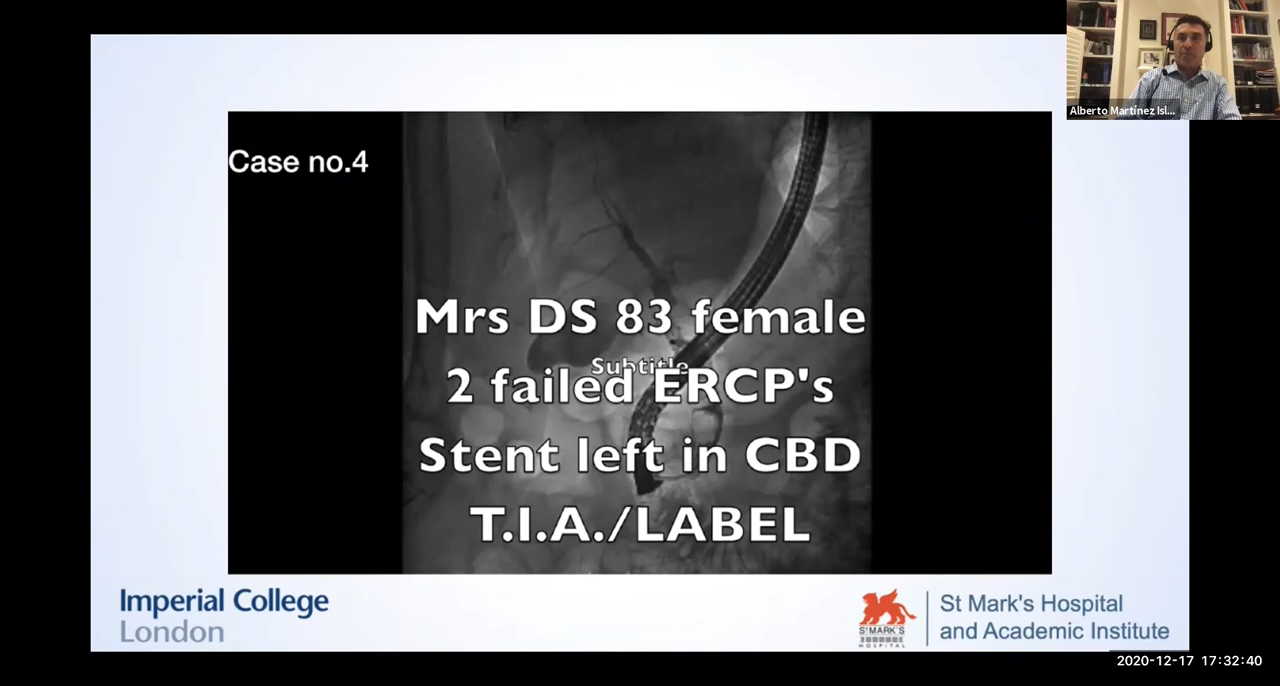 Alberto Martínez Isl...
Case no.4
Mrs DS 83 female
Subtitle
2 failed ERCP's
Stent left in CBD
T.I.A./LABEL
Imperial College
London
ST MARK'S
HOSPITAL
St Mark's Hospital
and Academic Institute
2020-12-17 17:32:40